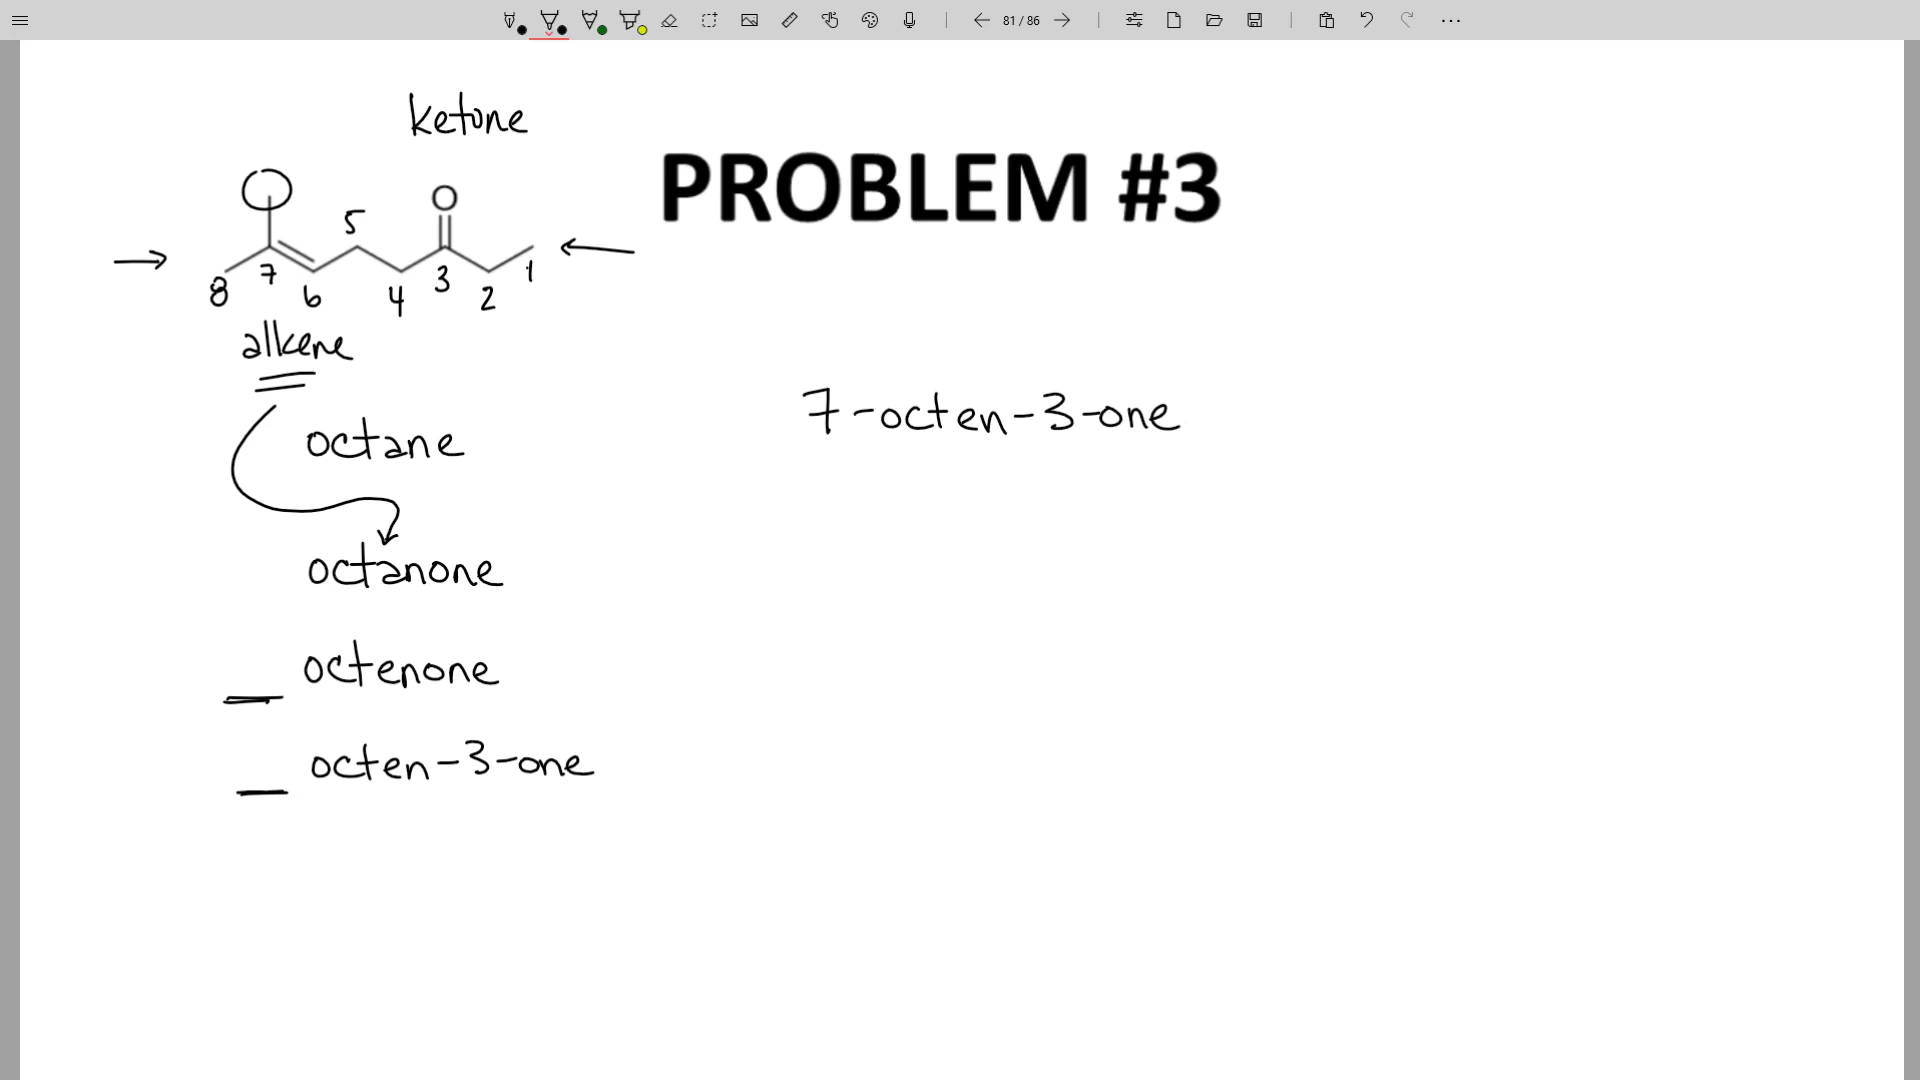 81 / 86
ketone
PROBLEM #3
O
5
8 7 6 4 3 2 1
alkene
octane
7-octen-3-one
octanone
octenone
octen-3-one